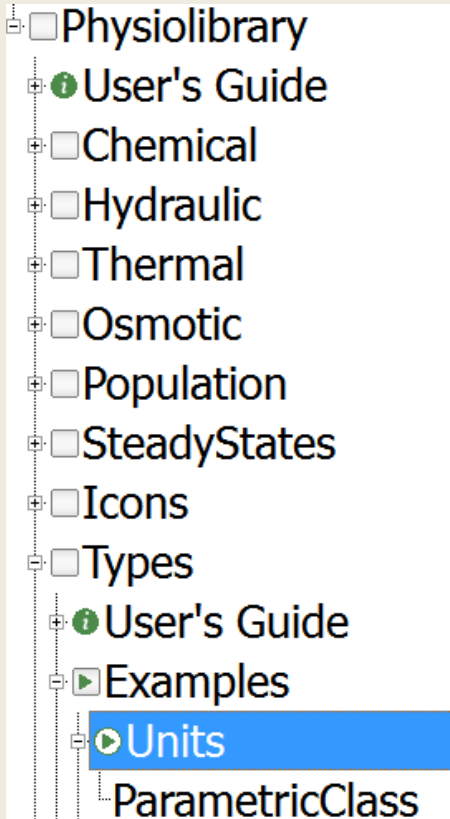 Physiolibrary
User's Guide
Chemical
Hydraulic
Thermal
Osmotic
Population
SteadyStates
Icons
Types
User's Guide
Examples
Units
ParametricClass